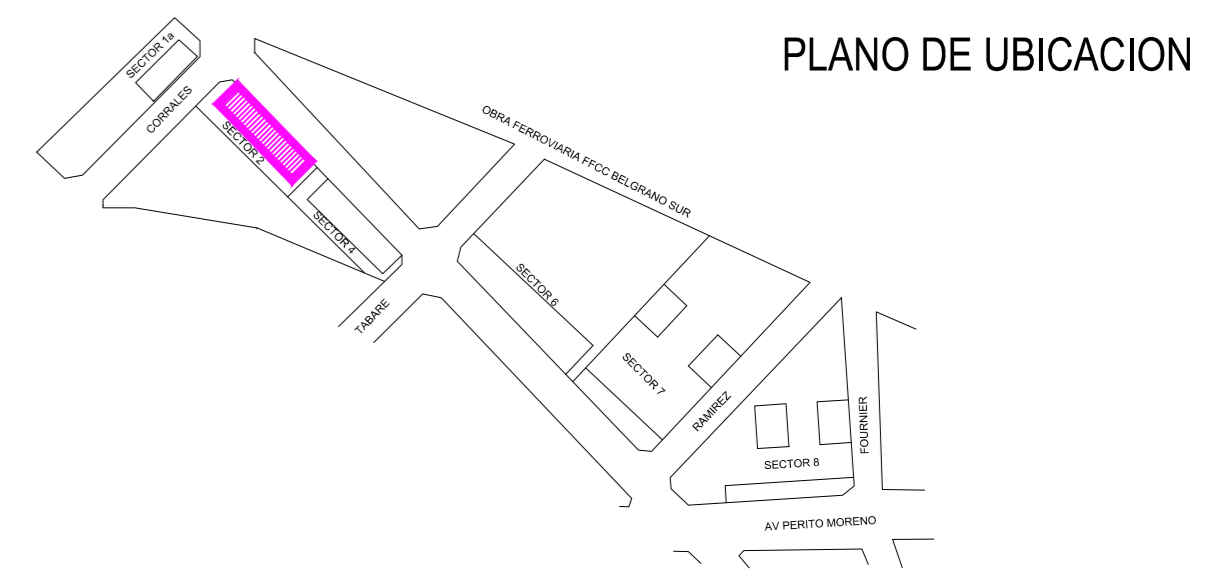 PLANO DE UBICACION
SECTOR 1a
CORRALES
SECTOR 2
OBRA FERROVIARIA FFCC BELGRANO SUR
SECTOR 4
TABARE
SECTOR 6
SECTOR 7
RAMIREZ
FOURNIER
SECTOR 8
AV PERITO MORENO